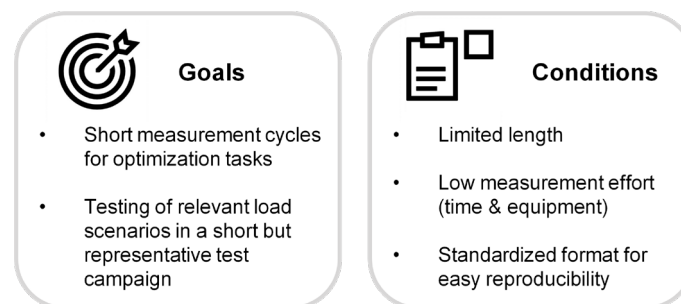 Goals
• Short measurement cycles
for optimization tasks
• Testing of relevant load
scenarios in a short but
representative test
campaign
Conditions
• Limited length
• Low measurement effort
(time & equipment)
• Standardized format for
easy reproducibility